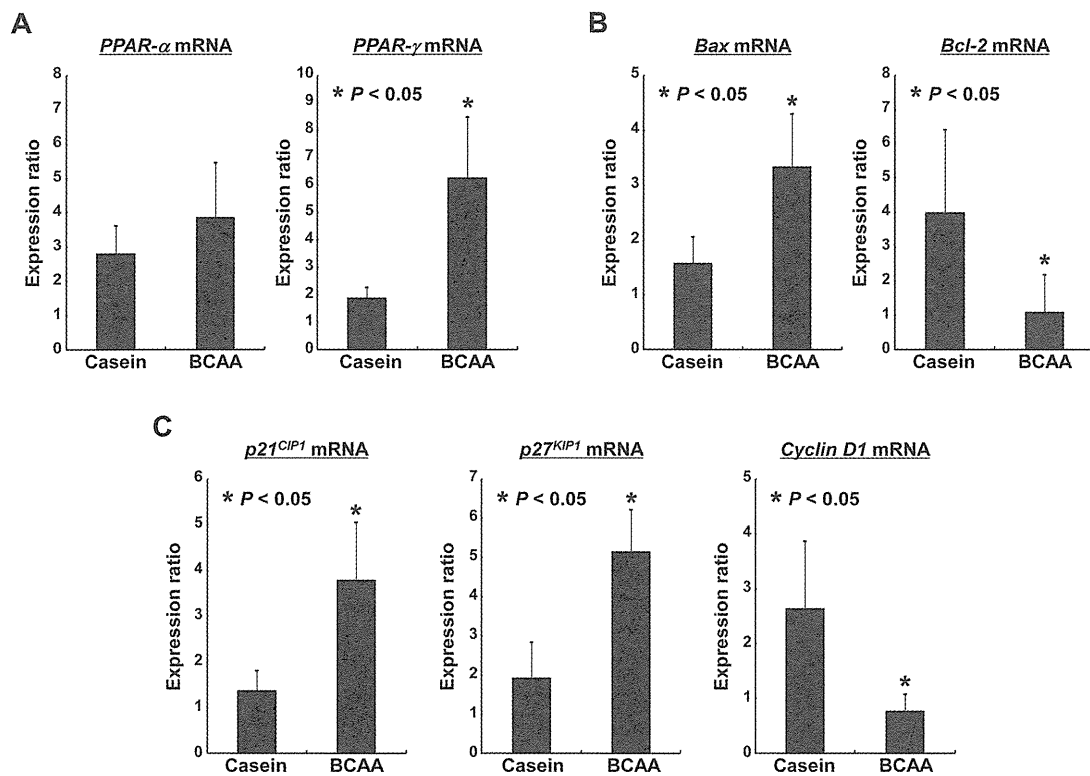 A
PPAR-α mRNA
Expression ratio
8
7
6
5
4
3
2
1
0
Casein
BCAA
PPAR-γ mRNA
* P < 0.05
*
Expression ratio
10
9
8
7
6
5
4
3
2
1
0
Casein
BCAA
B
Bax mRNA
* P < 0.05
*
Expression ratio
5
4
3
2
1
0
Casein
BCAA
Bcl-2 mRNA
* P < 0.05
*
Expression ratio
8
7
6
5
4
3
2
1
0
Casein
BCAA
C
p21CIP1 mRNA
* P < 0.05
*
Expression ratio
6
5
4
3
2
1
0
Casein
BCAA
p27KIP1 mRNA
* P < 0.05
*
Expression ratio
7
6
5
4
3
2
1
0
Casein
BCAA
Cyclin D1 mRNA
* P < 0.05
*
Expression ratio
5
4
3
2
1
0
Casein
BCAA